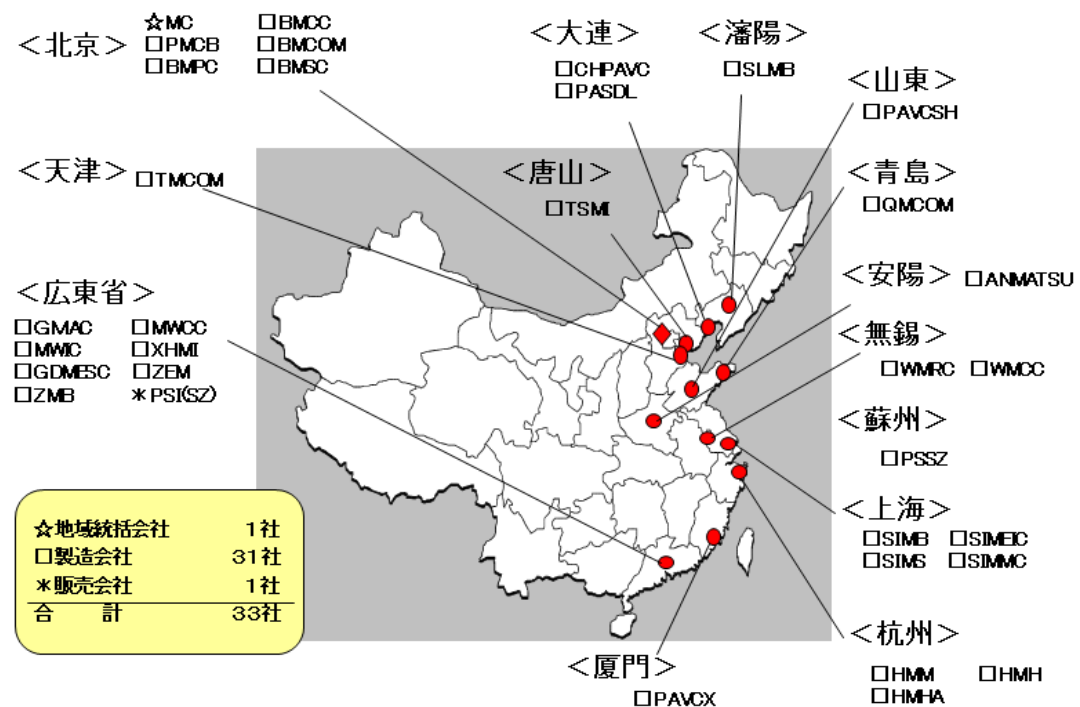 ＜北京＞
☆MC □BMCC
□PMCB □BMCOM
□BMPC □BMSC
＜大連＞
□CHPAVC
□PASDL
＜瀋陽＞
□SLMB
＜山東＞
□PAVCSH
＜天津＞ □TMCOM
＜唐山＞
□TSMI
＜青島＞
□QMCOM
＜安陽＞ □ANMATSU
＜広東省＞
□GMAC □MWCC
□MWIC □XHMI
□GDMESC □ZEM
□ZMB ＊PSI(SZ)
＜無錫＞
□WMRC □WMCC
＜蘇州＞
□PSSZ
＜上海＞
□SIMB □SIMEIC
□SIMS □SIMMC
☆地域統括会社 1社
□製造会社 31社
＊販売会社 1社
合 計 33社
＜杭州＞
□HMM □HMH
□HMHA
＜厦門＞
□PAVCX